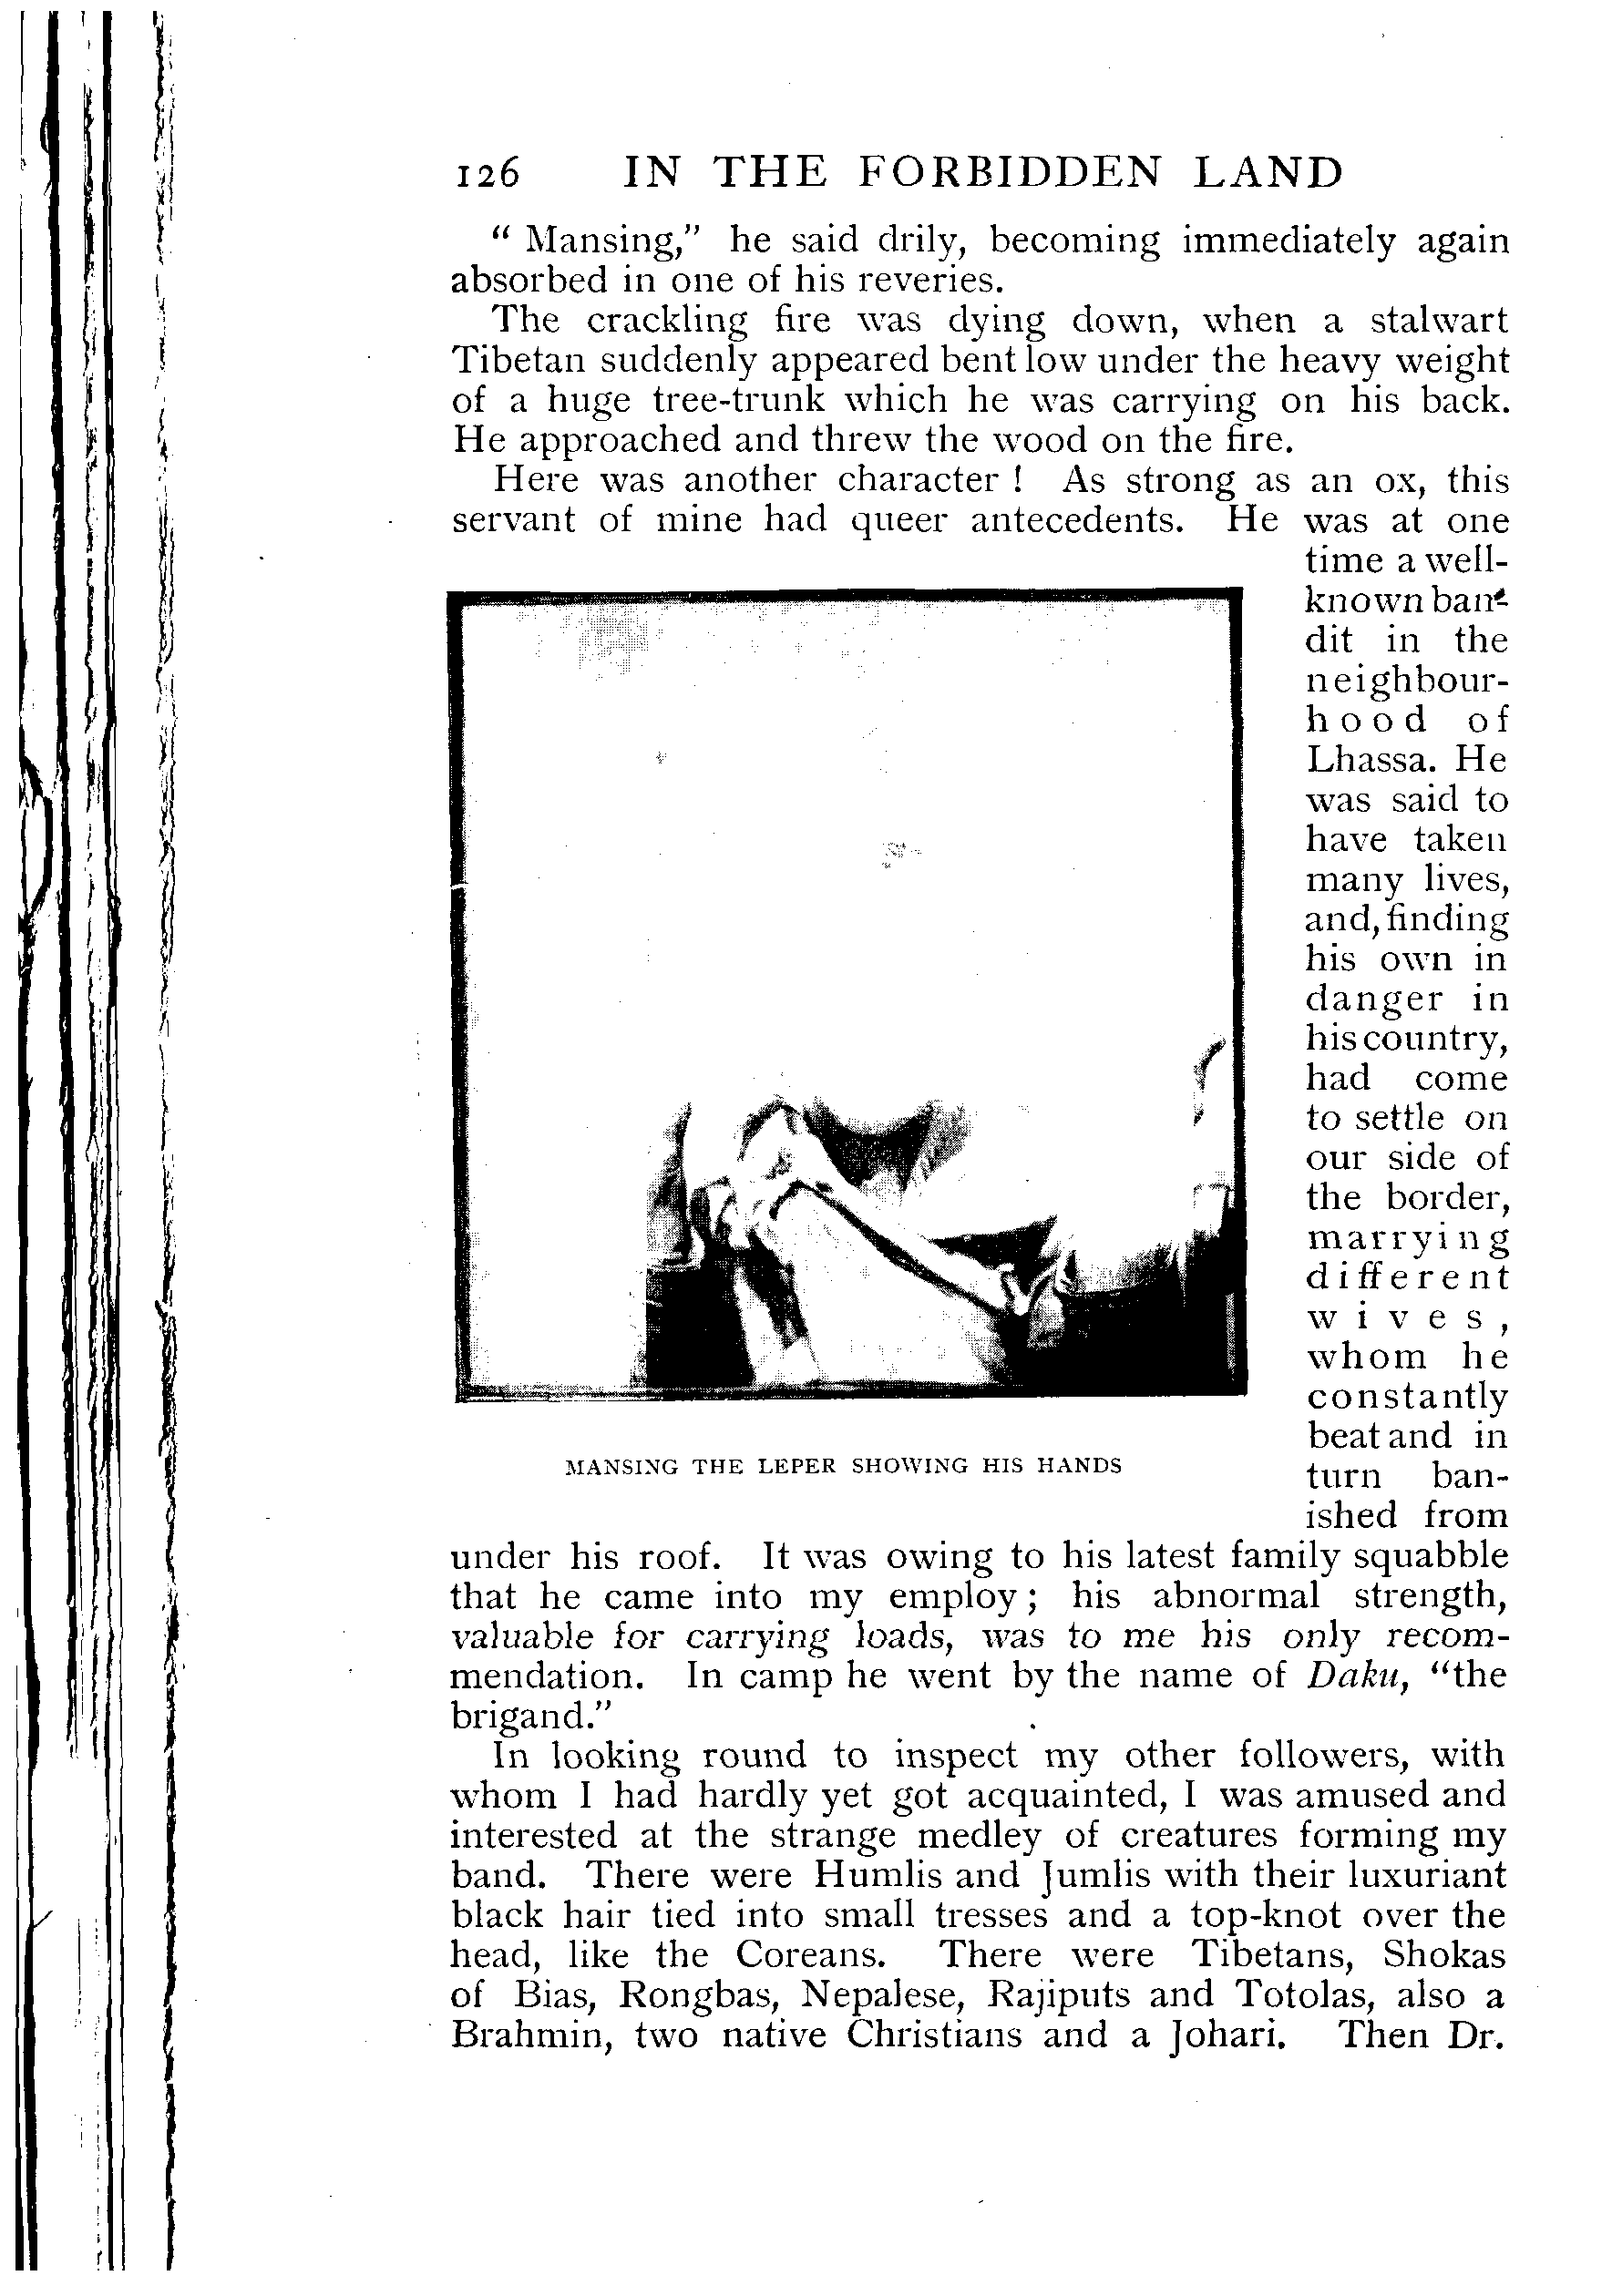 126 IN THE FORBIDDEN LAND
“ Mansing,” he said drily, becoming immediately again
absorbed in one of his reveries.
The crackling fire was dying down, when a stalwart
Tibetan suddenly appeared bent low under the heavy weight
of a huge tree-trunk which he was carrying on his back.
He approached and threw the wood on the fire.
Here was another character ! As strong as an ox, this
servant of mine had queer antecedents. He was at one
time a well-
known ban-
dit in the
neighbour-
hood of
Lhassa. He
was said to
have taken
many lives,
and, finding
his own in
danger in
his country,
had come
to settle on
our side of
the border,
marrying
different
wives,
whom he
constantly
beat and in
turn ban-
ished from
MANSING THE LEPER SHOWING HIS HANDS
under his roof. It was owing to his latest family squabble
that he came into my employ ; his abnormal strength,
valuable for carrying loads, was to me his only recom-
mendation. In camp he went by the name of Daku, “the
brigand.”
In looking round to inspect my other followers, with
whom I had hardly yet got acquainted, I was amused and
interested at the strange medley of creatures forming my
band. There were Humlis and Jumlis with their luxuriant
black hair tied into small tresses and a top-knot over the
head, like the Coreans. There were Tibetans, Shokas
of Bias, Rongbas, Nepalese, Rajiputs and Totolas, also a
Brahmin, two native Christians and a Johari. Then Dr.